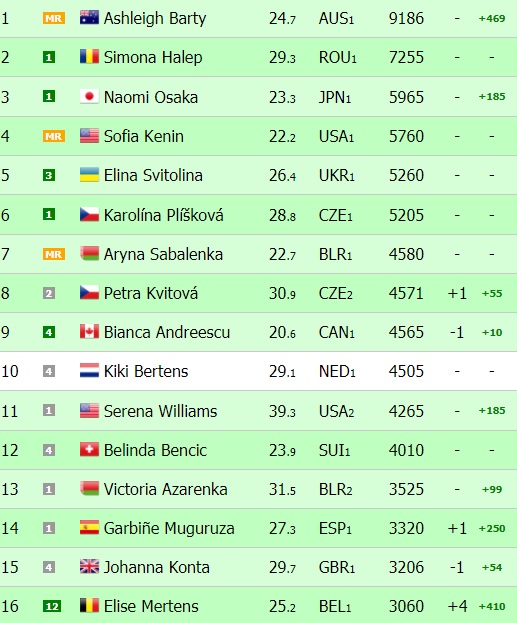 1 MR Ashleigh Barty 24.7 AUS1 9186 - +469
2 1 Simona Halep 29.3 ROU1 7255 - -
3 1 Naomi Osaka 23.3 JPN1 5965 - +185
4 MR Sofia Kenin 22.2 USA1 5760 - -
5 3 Elina Svitolina 26.4 UKR1 5260 - -
6 1 Karolína Plíšková 28.8 CZE1 5205 - -
7 MR Aryna Sabalenka 22.7 BLR1 4580 - -
8 2 Petra Kvitová 30.9 CZE2 4571 +1 +55
9 4 Bianca Andreescu 20.6 CAN1 4565 -1 +10
10 4 Kiki Bertens 29.1 NED1 4505 - -
11 1 Serena Williams 39.3 USA2 4265 - +185
12 4 Belinda Bencic 23.9 SUI1 4010 - -
13 1 Victoria Azarenka 31.5 BLR2 3525 - +99
14 1 Garbiñe Muguruza 27.3 ESP1 3320 +1 +250
15 4 Johanna Konta 29.7 GBR1 3206 -1 +54
16 12 Elise Mertens 25.2 BEL1 3060 +4 +410